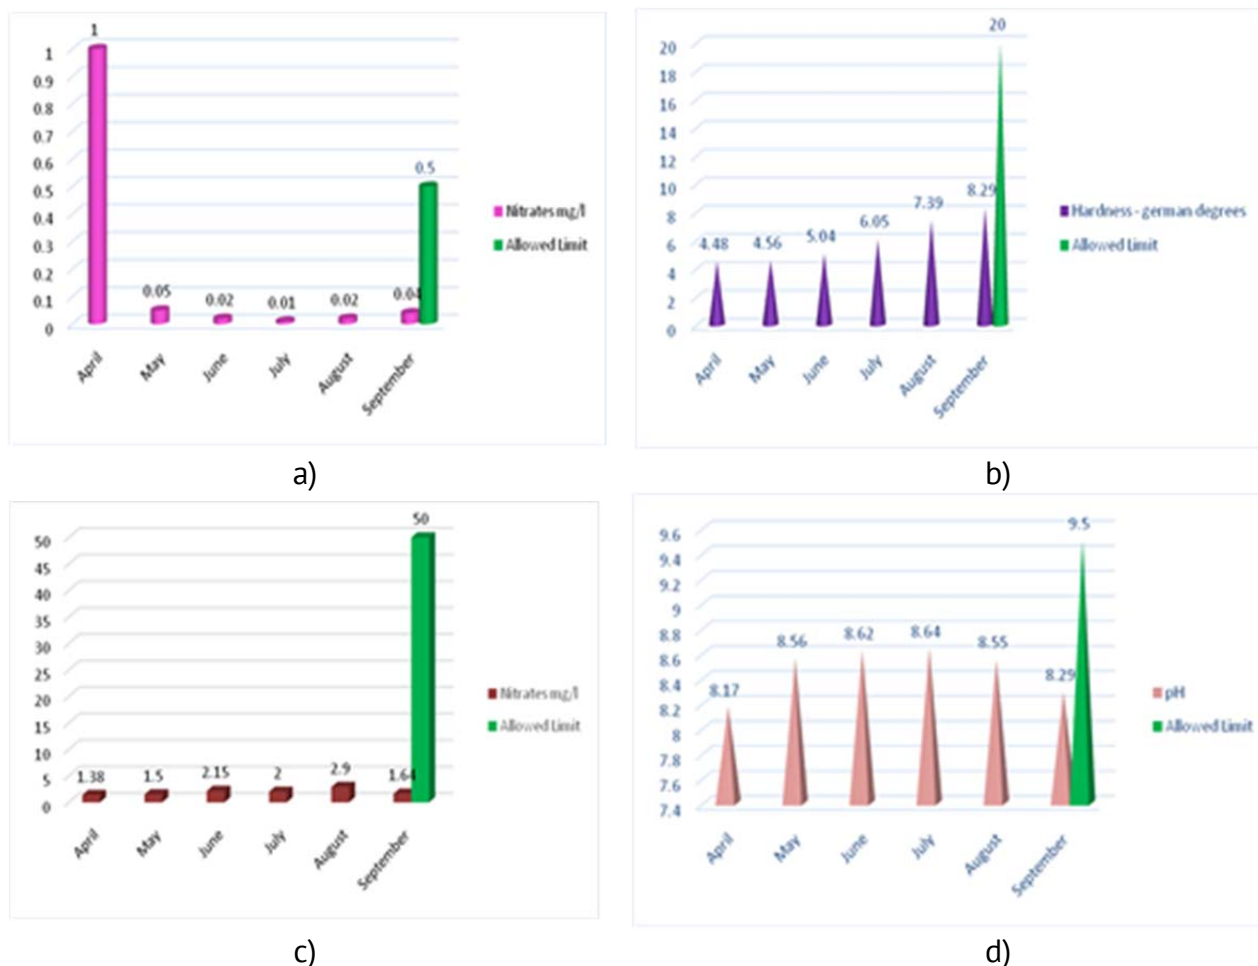 1
1
0.9
0.8
0.7
0.6
0.5
0.4
0.3
0.2
0.1
0
0.5
0.05
0.02
0.01
0.02
0.04
April
May
June
July
August
September
Nitrates mg/l
Allowed Limit
a)
20
20
18
16
14
12
10
8
6
4
2
0
4.48
4.56
5.04
6.05
7.39
8.29
April
May
June
July
August
September
Hardness - german degrees
Allowed Limit
b)
50
50
45
40
35
30
25
20
15
10
5
0
1.38
1.5
2.15
2
2.9
1.64
April
May
June
July
August
September
Nitrates mg/l
Allowed Limit
c)
9.5
9.6
9.4
9.2
9
8.8
8.6
8.4
8.2
8
7.8
7.6
7.4
8.17
8.56
8.62
8.64
8.55
8.29
April
May
June
July
August
September
pH
Allowed Limit
d)